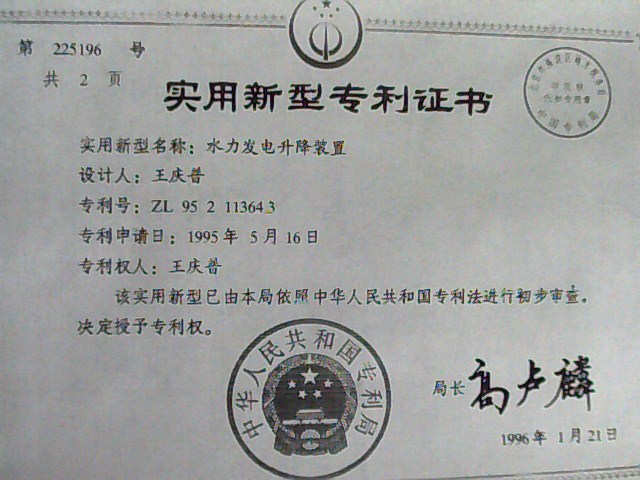 第 225196 号
共 2 页
实用新型专利证书
中国专利局
实用新型名称：水力发电升降装置
设计人：王庆普
专利号：ZL 95 2 11364.3
专利申请日：1995 年 5 月 16 日
专利权人：王庆普
该实用新型已由本局依照中华人民共和国专利法进行初步审查，
决定授予专利权。
中华人民共和国专利局
局长 高卢麟
1996 年 1 月 21 日